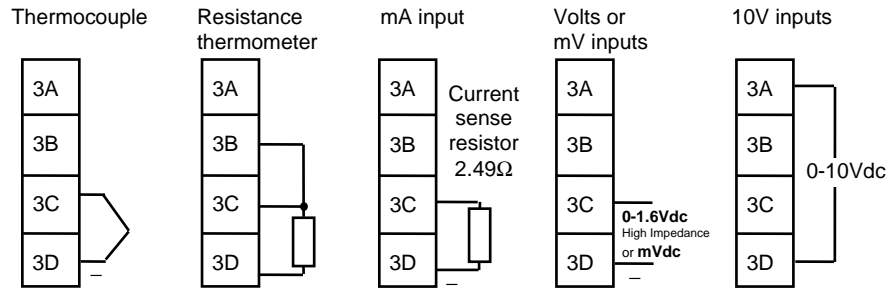 Thermocouple
Resistance
thermometer
mA input
Volts or
mV inputs
10V inputs
3A
3B
3C
3D
–
3A
3B
3C
3D
3A
3B
3C
3D
Current
sense
resistor
2.49Ω
–
3A
3B
3C
3D
0-1.6Vdc
High Impedance
or mVdc
–
3A
3B
3C
3D
0-10Vdc